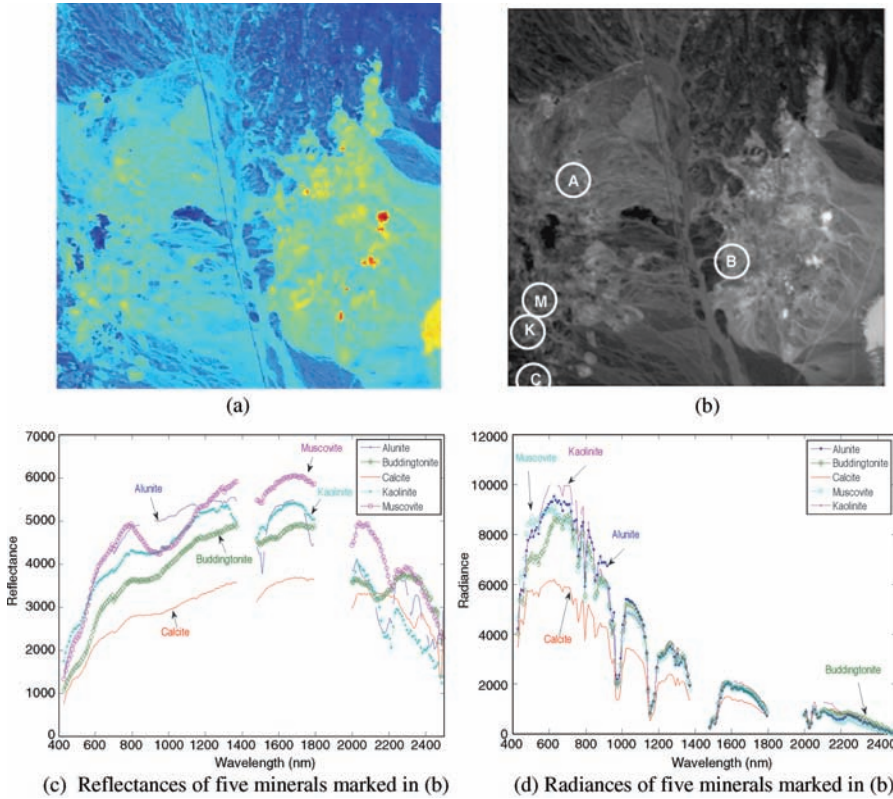 A
B
M
K
C
(a)
(b)
7000
6000
5000
4000
3000
2000
1000
0
Reflectance
400 600 800 1000 1200 1400 1600 1800 2000 2200 2400
Wavelength (nm)
Alunite
Muscovite
Kaolinite
Buddingtonite
Calcite
Alunite
Buddingtonite
Calcite
Kaolinite
Muscovite
(c) Reflectances of five minerals marked in (b)
12000
10000
8000
6000
4000
2000
0
Radiance
400 600 800 1000 1200 1400 1600 1800 2000 2200 2400
Wavelength (nm)
Muscovite
Kaolinite
Alunite
Calcite
Buddingtonite
Alunite
Buddingtonite
Calcite
Muscovite
Kaolinite
(d) Radiances of five minerals marked in (b)